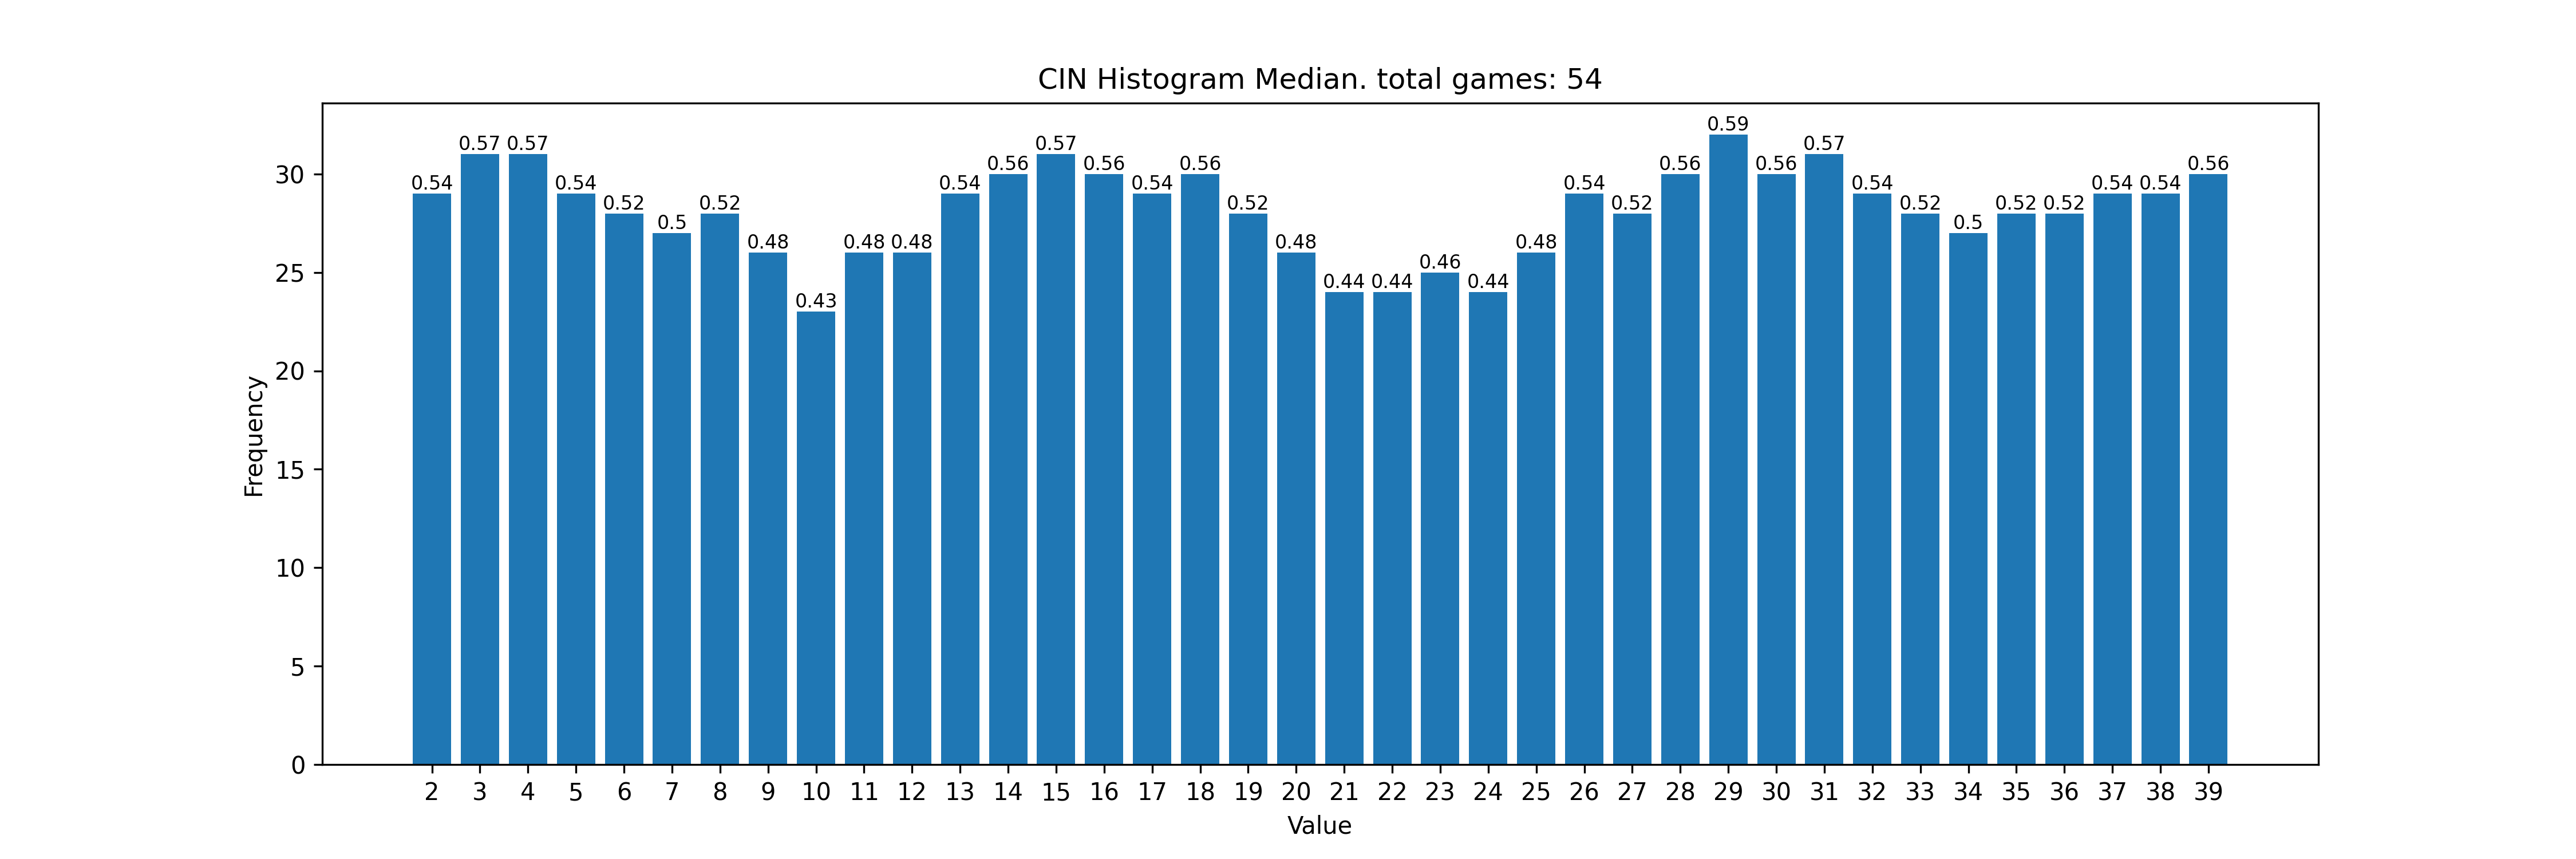 CIN Histogram Median. total games: 54
0.54 0.57 0.57 0.54 0.52 0.5 0.52 0.48 0.43 0.48 0.48 0.54 0.56 0.57 0.56 0.54 0.56 0.52 0.48 0.44 0.44 0.46 0.44 0.48 0.54 0.52 0.56 0.59 0.56 0.57 0.54 0.52 0.5 0.52 0.52 0.54 0.54 0.56
30
25
20
15
10
5
0
Frequency
2 3 4 5 6 7 8 9 10 11 12 13 14 15 16 17 18 19 20 21 22 23 24 25 26 27 28 29 30 31 32 33 34 35 36 37 38 39
Value